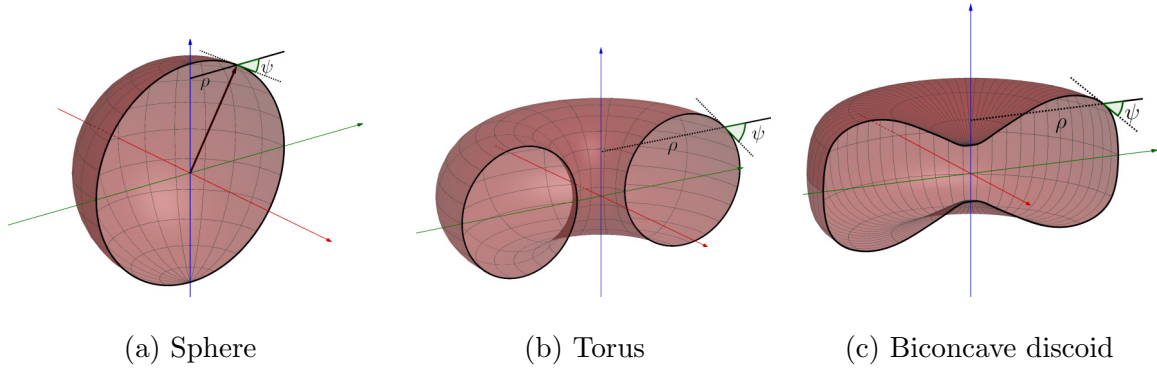 ρ ψ
ρ ψ
ρ ψ
(a) Sphere
(b) Torus
(c) Biconcave discoid